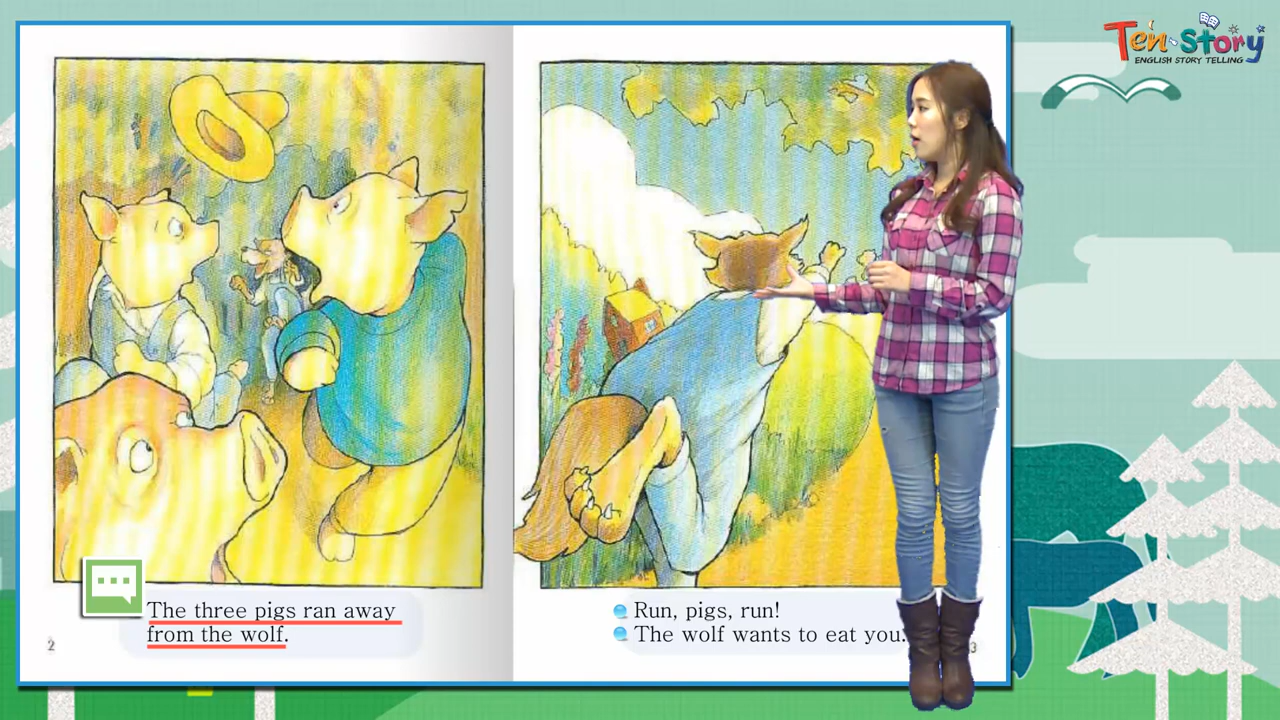 Ten Story
ENGLISH STORY TELLING
The three pigs ran away
from the wolf.
2
Run, pigs, run!
The wolf wants to eat you.
3